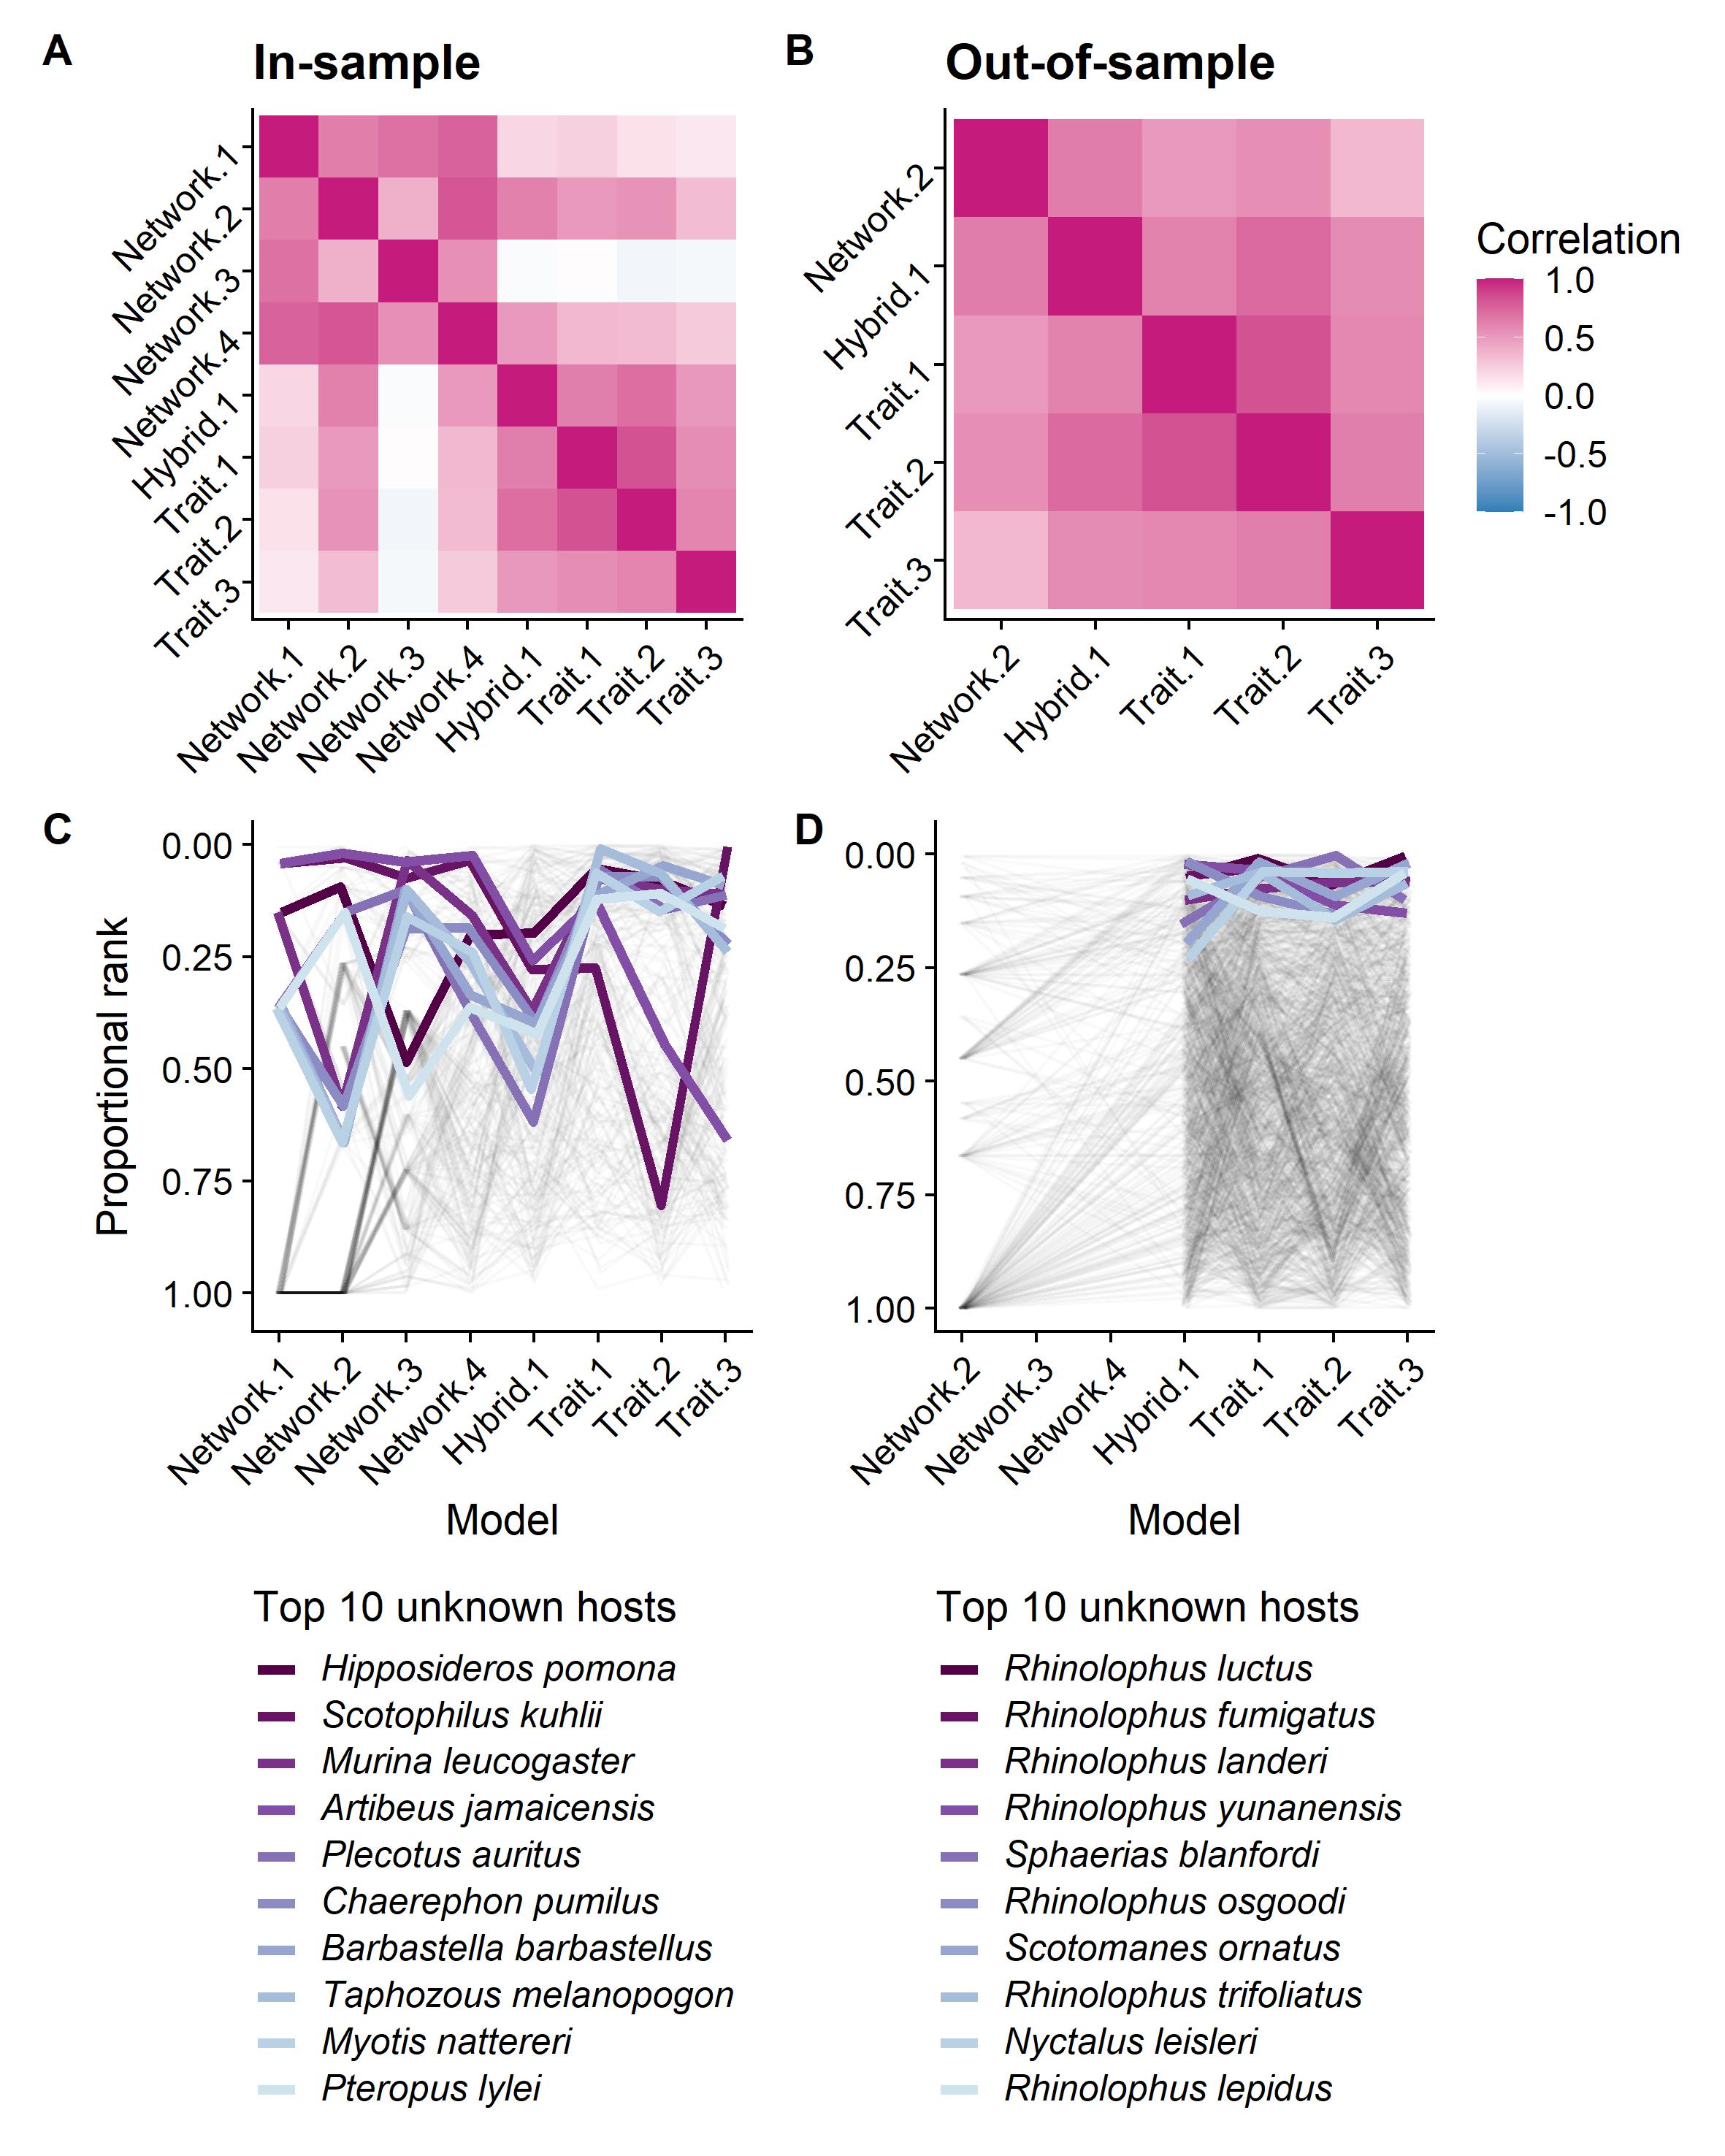 A
In-sample
Network.1
Network.2
Network.3
Network.4
Hybrid.1
Trait.1
Trait.2
Trait.3
Network.1
Network.2
Network.3
Network.4
Hybrid.1
Trait.1
Trait.2
Trait.3
B
Out-of-sample
Network.2
Hybrid.1
Trait.1
Trait.2
Trait.3
Network.2
Hybrid.1
Trait.1
Trait.2
Trait.3
Correlation
1.0
0.5
0.0
-0.5
-1.0
C
Proportional rank
0.00
0.25
0.50
0.75
1.00
Network.1
Network.2
Network.3
Network.4
Hybrid.1
Trait.1
Trait.2
Trait.3
Model
D
0.00
0.25
0.50
0.75
1.00
Network.2
Network.3
Network.4
Hybrid.1
Trait.1
Trait.2
Trait.3
Model
Top 10 unknown hosts
Hipposideros pomona
Scotophilus kuhlii
Murina leucogaster
Artibeus jamaicensis
Plecotus auritus
Chaerephon pumilus
Barbastella barbastellus
Taphozous melanopogon
Myotis nattereri
Pteropus lylei
Top 10 unknown hosts
Rhinolophus luctus
Rhinolophus fumigatus
Rhinolophus landeri
Rhinolophus yunanensis
Sphaerias blanfordi
Rhinolophus osgoodi
Scotomanes ornatus
Rhinolophus trifoliatus
Nyctalus leisleri
Rhinolophus lepidus